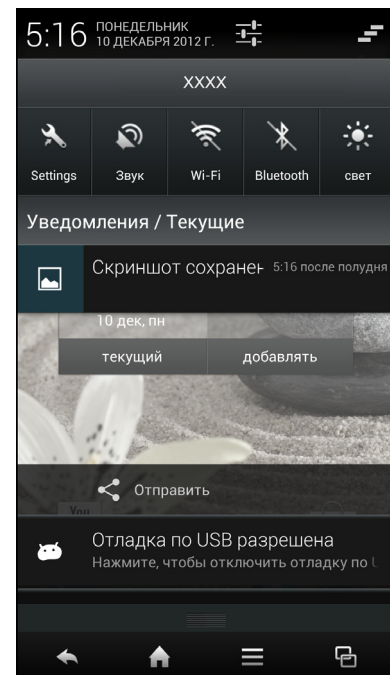 5:16
ПОНЕДЕЛЬНИК
10 ДЕКАБРЯ 2012 Г.
XXXX
Settings Звук Wi-Fi Bluetooth свет
Уведомления / Текущие
Скриншот сохранен 5:16 после полудня
10 дек, пн
текущий добавлять
Отправить
You
Отладка по USB разрешена
Нажмите, чтобы отключить отладку по U